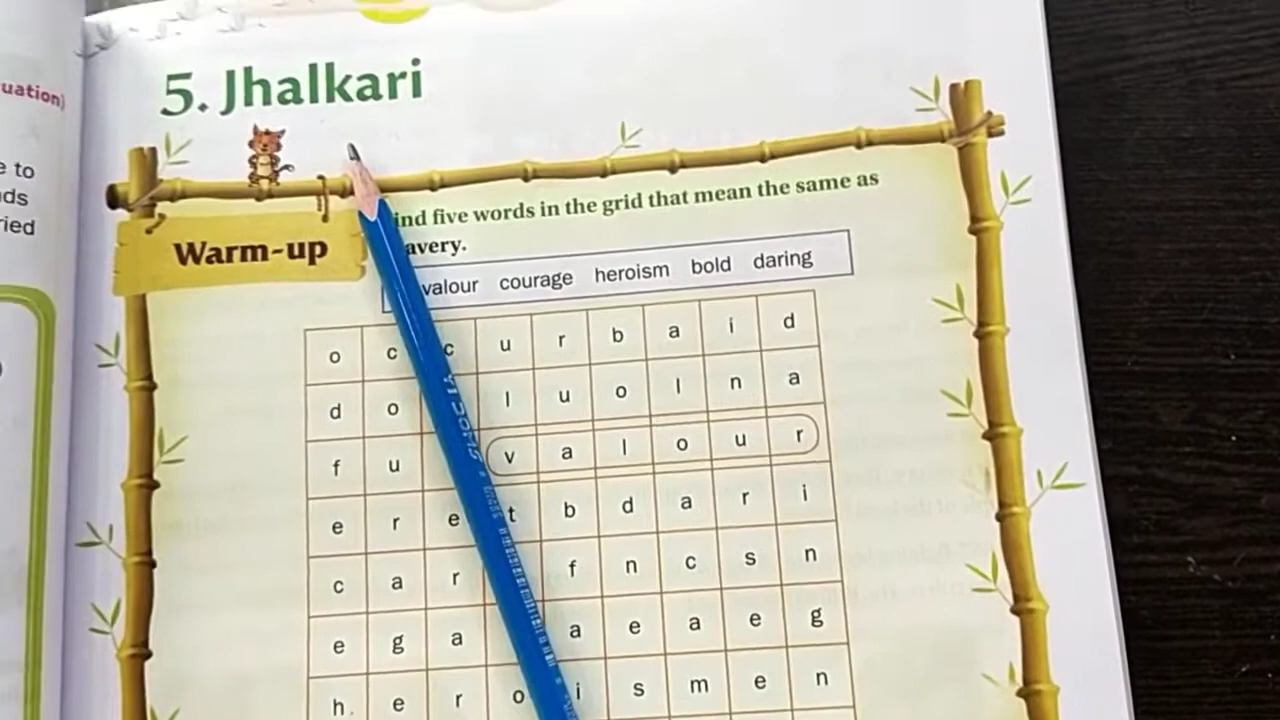 uation)
e to
ds
ried
5. Jhalkari
Warm-up
ind five words in the grid that mean the same as
avery.
valour courage heroism bold daring
o c c u r b a i d
d o l u o l n a
f u v a l o u r
e r e t b d a r i
c a r f n c s n
e g a a e a e g
h e r o i s m e n